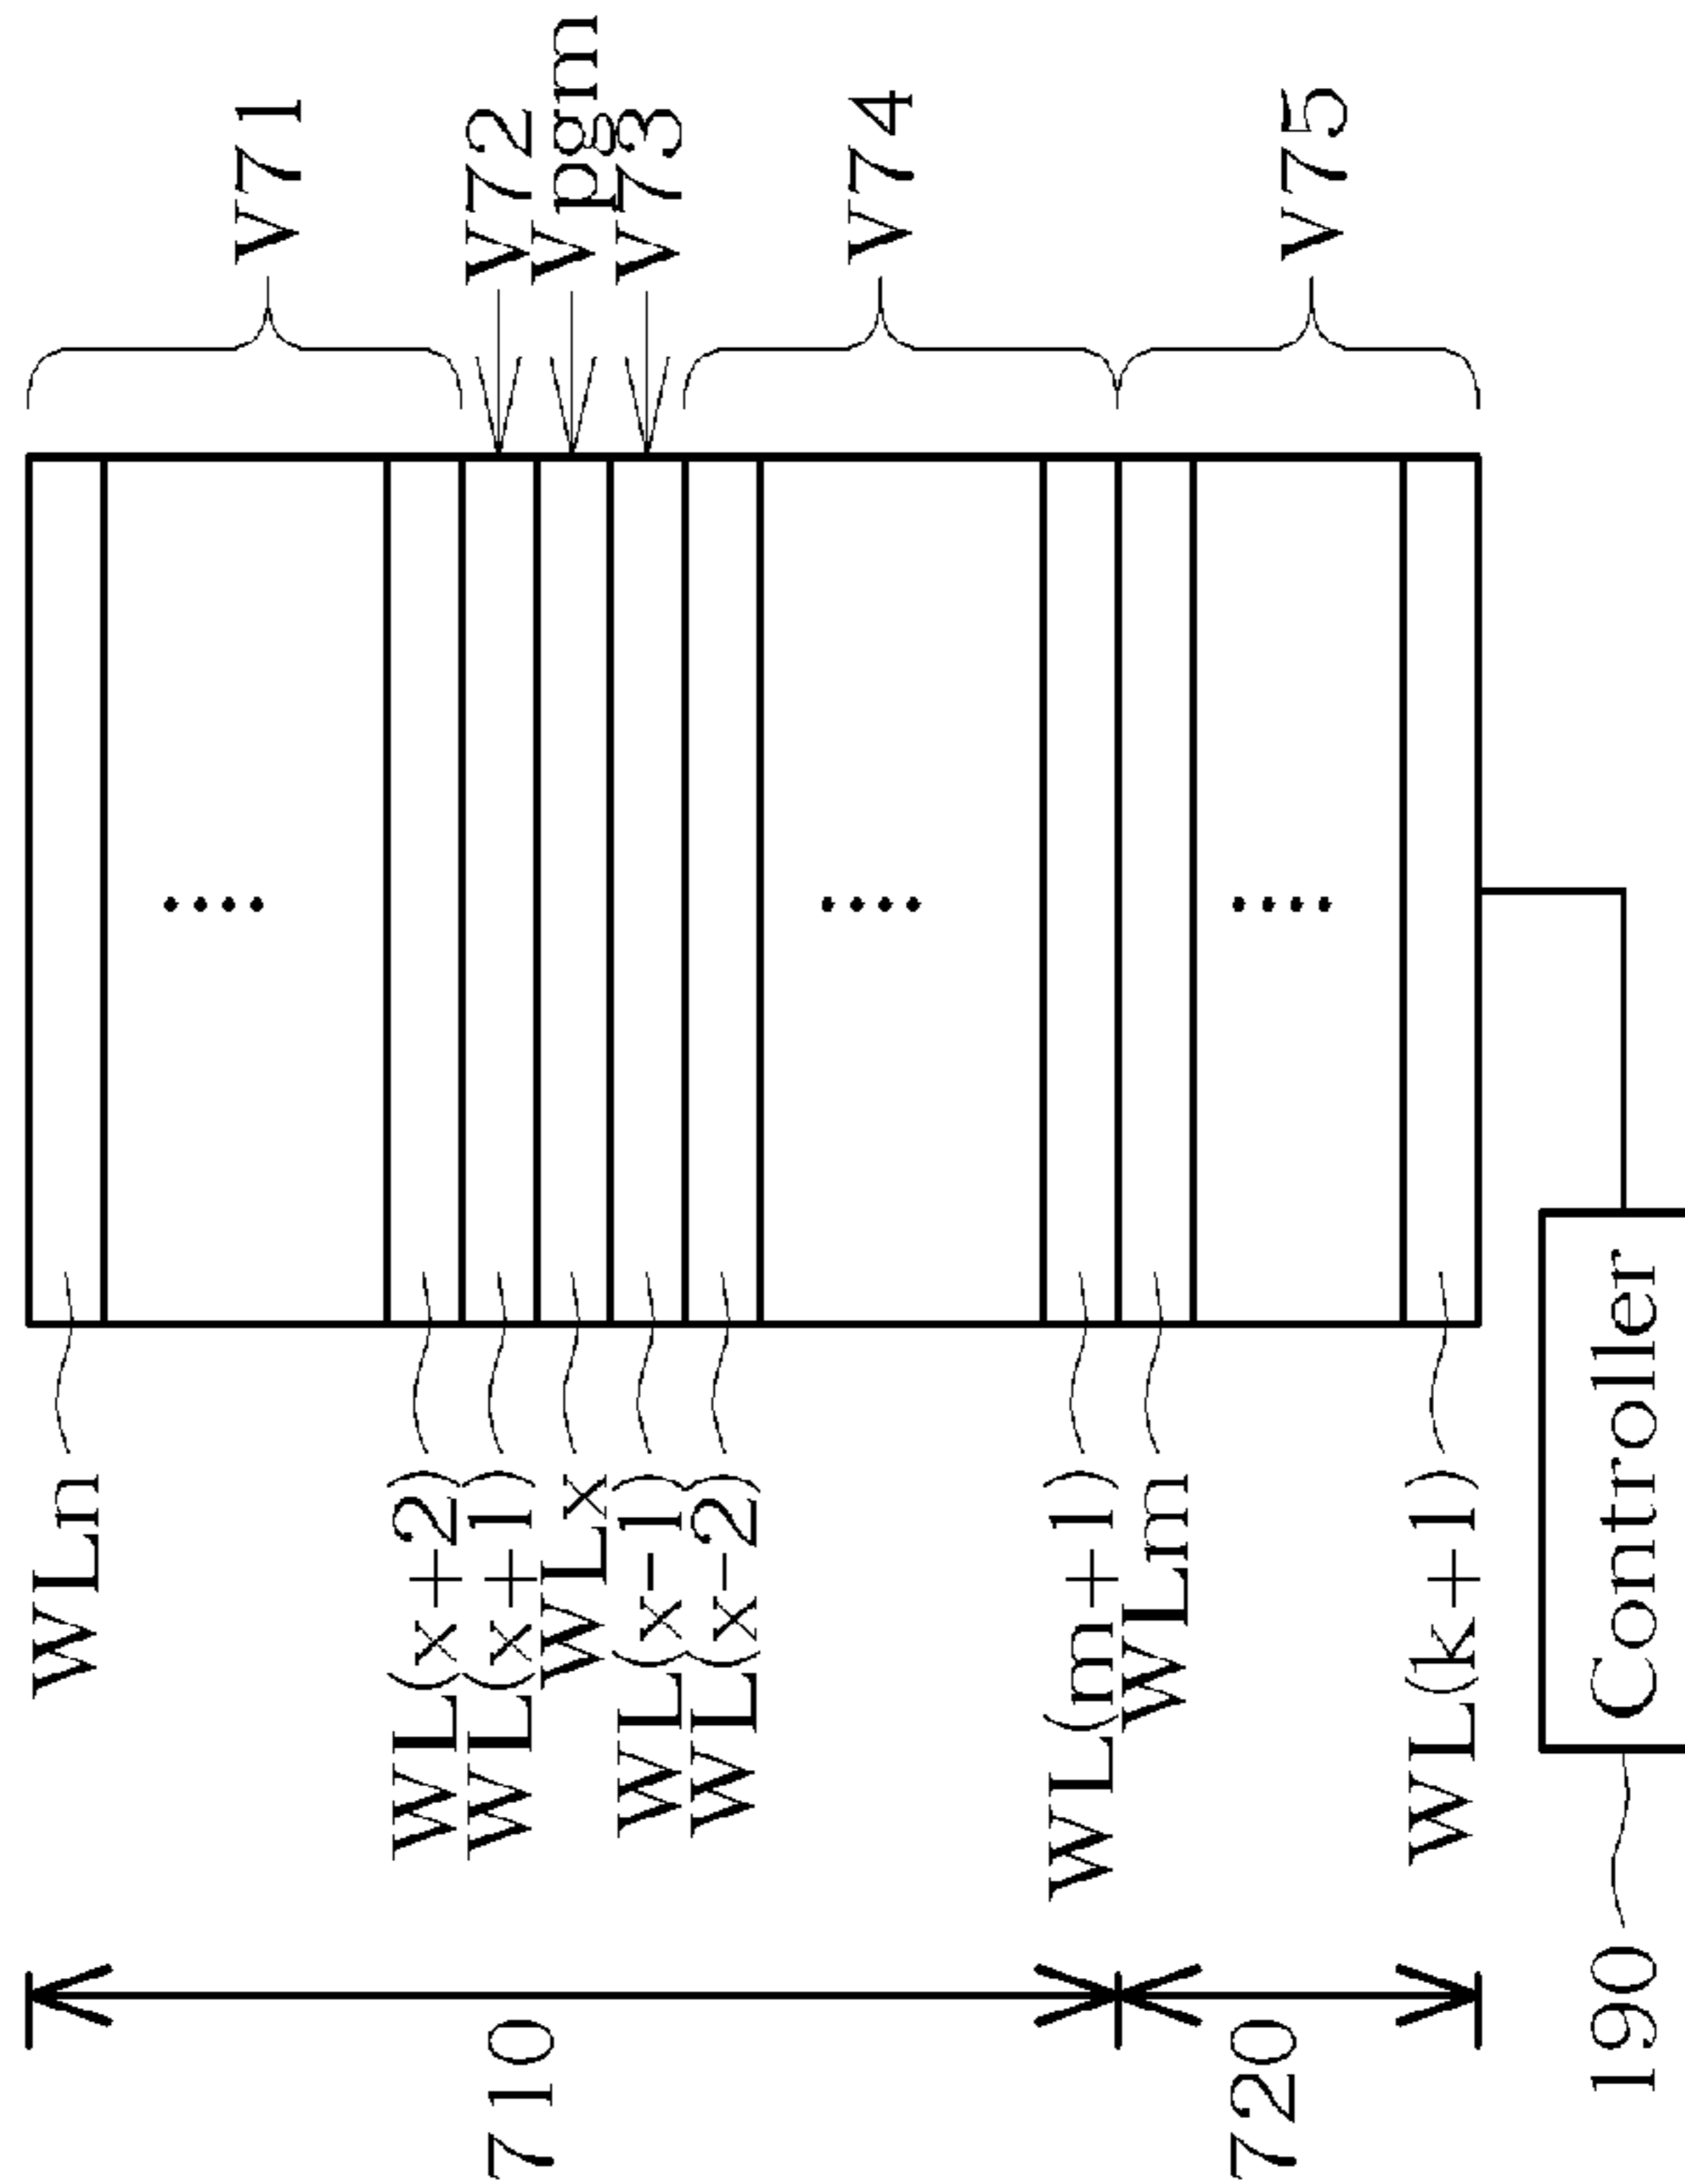 V71
V72
Vpgm
V73
V74
V75
WLn
WL(x+2)
WL(x+1)
WLx
WL(x-1)
WL(x-2)
WL(m+1)
WLm
WL(k+1)
Controller
710
720
190